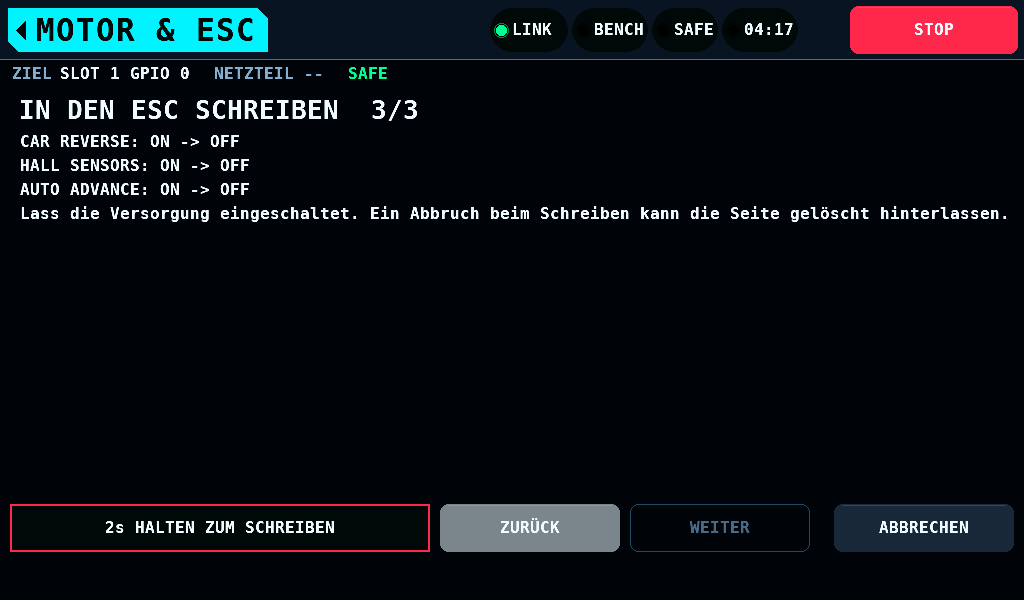 MOTOR & ESC
LINK
BENCH
SAFE
04:17
STOP
ZIEL SLOT 1 GPIO 0 NETZTEIL -- SAFE
IN DEN ESC SCHREIBEN 3/3
CAR REVERSE: ON -> OFF
HALL SENSORS: ON -> OFF
AUTO ADVANCE: ON -> OFF
Lass die Versorgung eingeschaltet. Ein Abbruch beim Schreiben kann die Seite gelöscht hinterlassen.
2s HALTEN ZUM SCHREIBEN
ZURÜCK
WEITER
ABBRECHEN